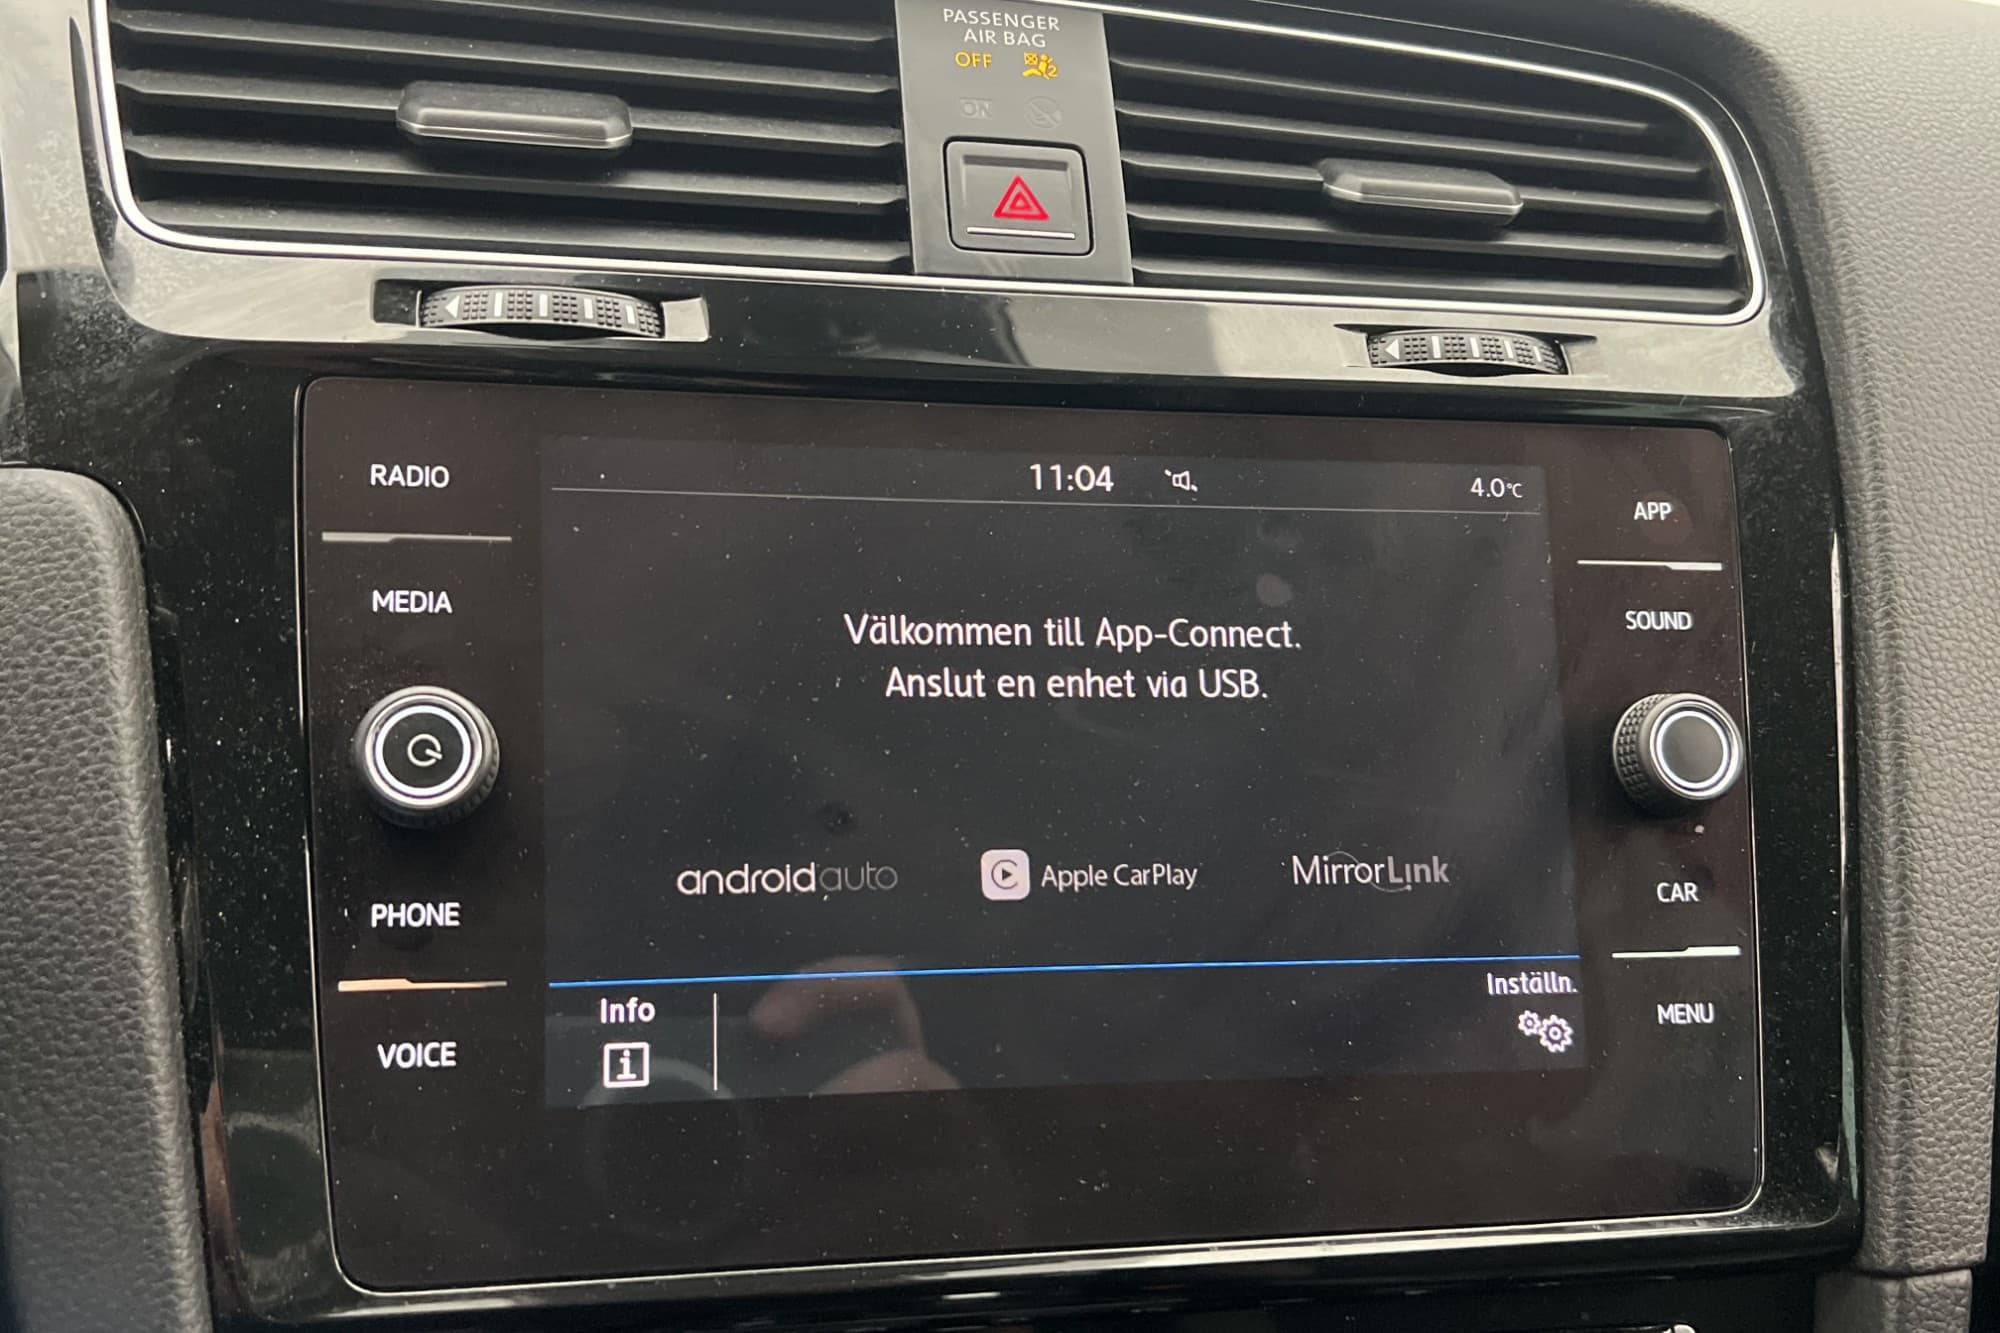 PASSENGER
AIR BAG
OFF
ON
RADIO
MEDIA
PHONE
VOICE
11:04
4.0°C
Välkommen till App-Connect.
Anslut en enhet via USB.
androidauto
Apple CarPlay
MirrorLink
Info
Inställn.
APP
SOUND
CAR
MENU